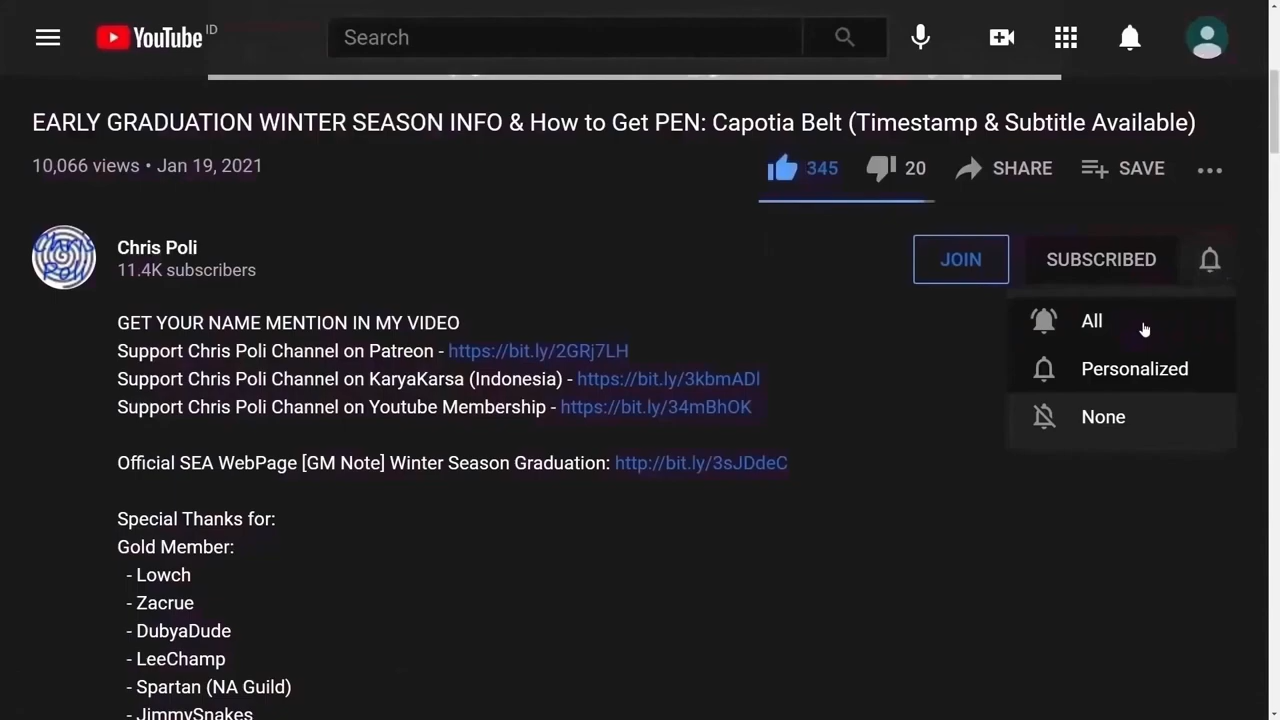 YouTube ID
Search
EARLY GRADUATION WINTER SEASON INFO & How to Get PEN: Capotia Belt (Timestamp & Subtitle Available)
10,066 views • Jan 19, 2021
345
20
SHARE
SAVE
Chris Poli
Chris Poli
11.4K subscribers
JOIN
SUBSCRIBED
All
Personalized
None
GET YOUR NAME MENTION IN MY VIDEO
Support Chris Poli Channel on Patreon - https://bit.ly/2GRj7LH
Support Chris Poli Channel on KaryaKarsa (Indonesia) - https://bit.ly/3kbmADl
Support Chris Poli Channel on Youtube Membership - https://bit.ly/34mBhOK
Official SEA WebPage [GM Note] Winter Season Graduation: http://bit.ly/3sJDdeC
Special Thanks for:
Gold Member:
- Lowch
- Zacrue
- DubyaDude
- LeeChamp
- Spartan (NA Guild)
- JimmySnakes